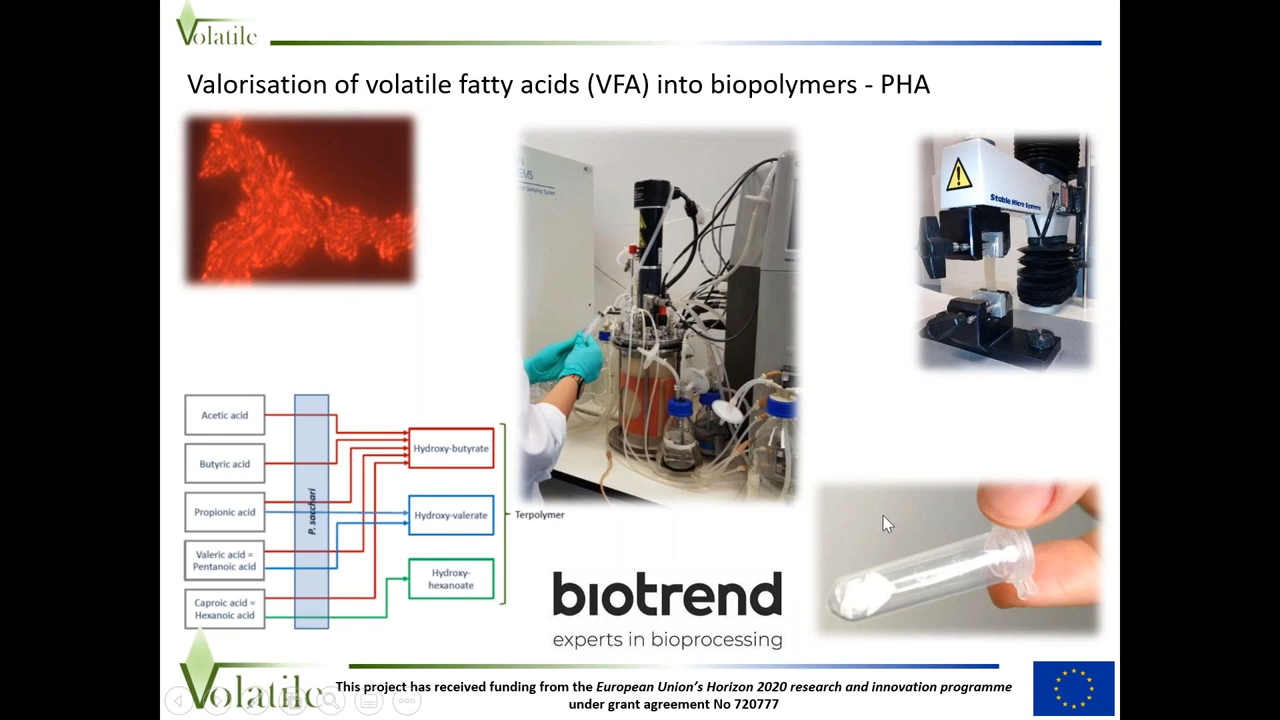 Volatile
Valorisation of volatile fatty acids (VFA) into biopolymers - PHA
Stable Micro Systems
Sampling System
Acetic acid
Butyric acid
Propionic acid
Valeric acid =
Pentanoic acid
Caproic acid =
Hexanoic acid
P. sacchari
Hydroxy-butyrate
Hydroxy-valerate
Hydroxy-
hexanoate
Terpolymer
biotrend
experts in bioprocessing
Volatile
This project has received funding from the European Union’s Horizon 2020 research and innovation programme
under grant agreement No 720777